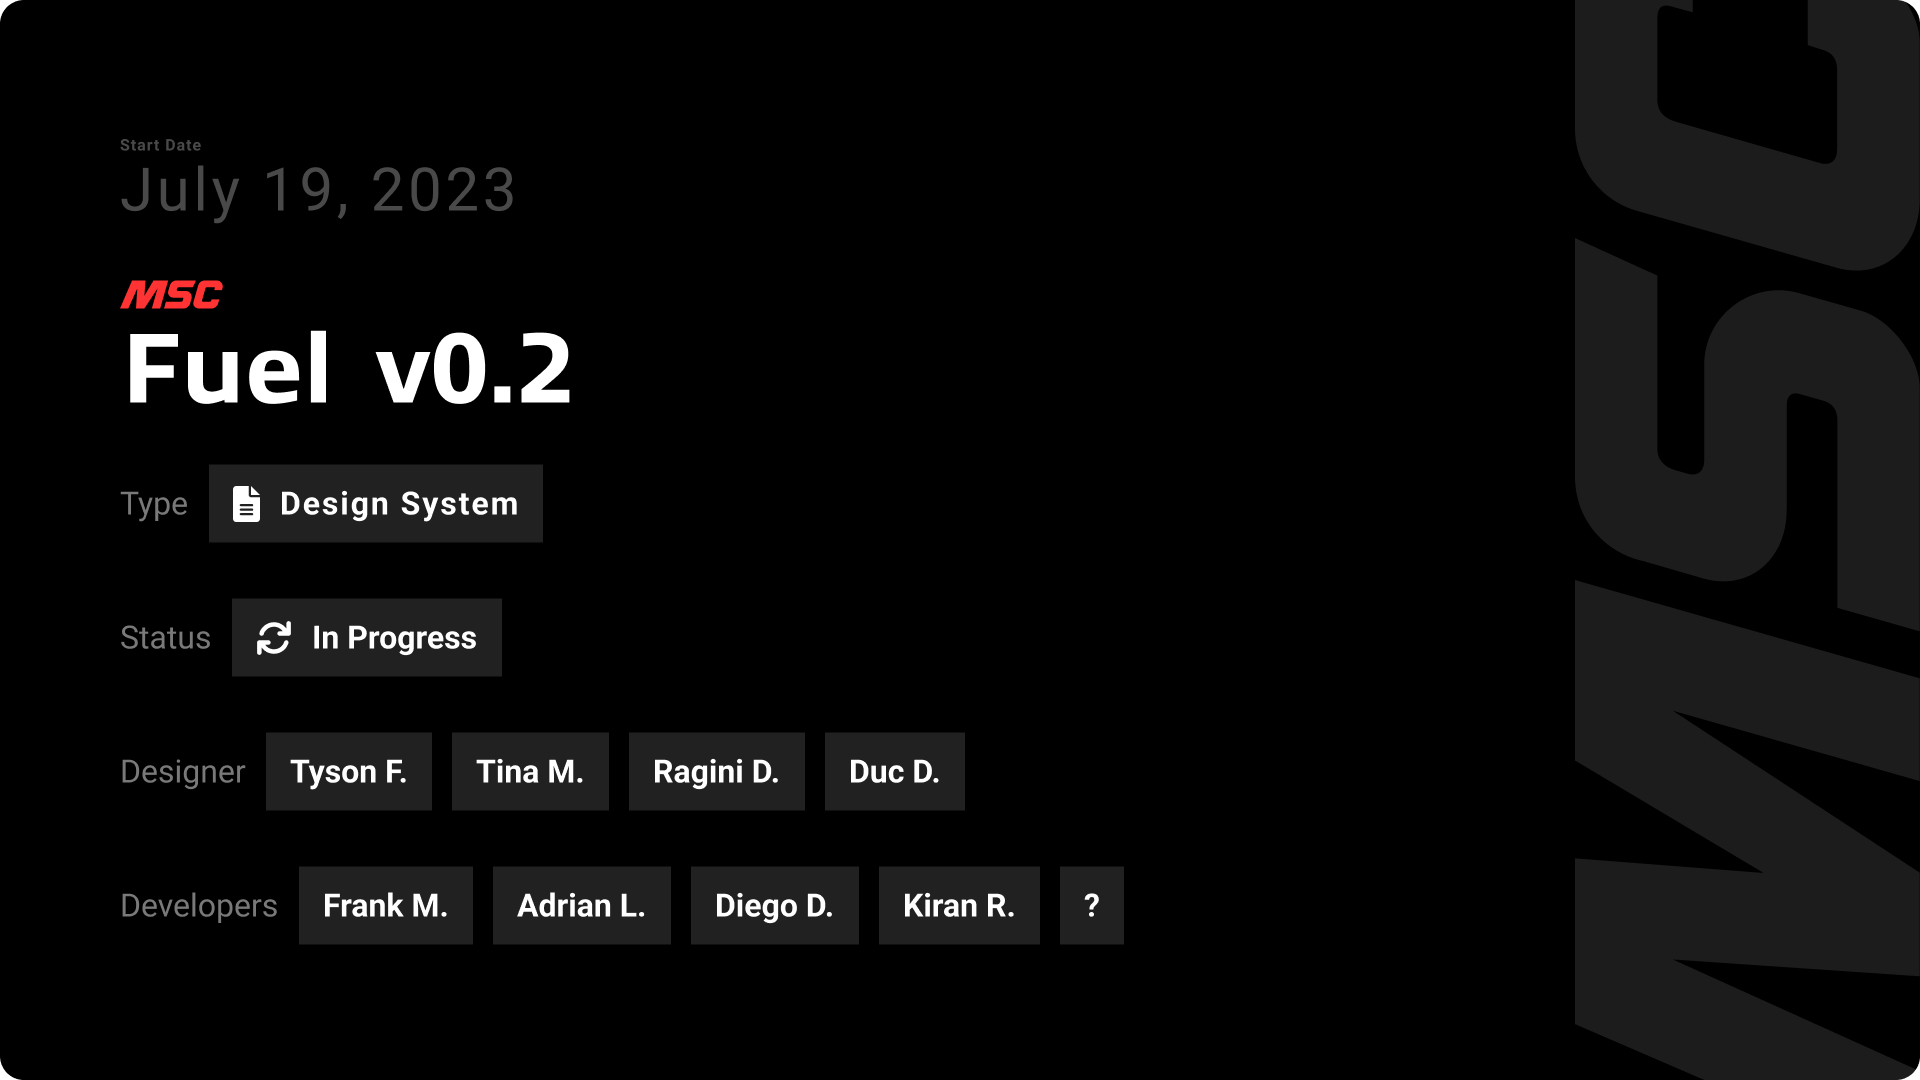 Start Date
July 19, 2023
MSC
Fuel v0.2
Type Design System
Status In Progress
Designer Tyson F. Tina M. Ragini D. Duc D.
Developers Frank M. Adrian L. Diego D. Kiran R. ?
MSC